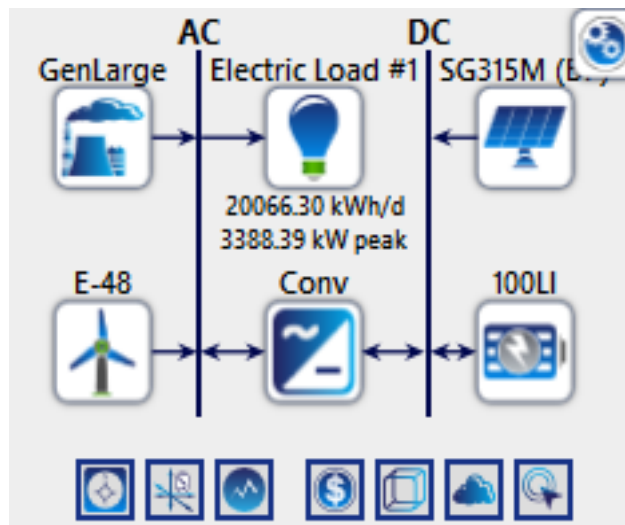 AC DC
GenLarge Electric Load #1 SG315M
20066.30 kWh/d
3388.39 kW peak
E-48 Conv 100LI